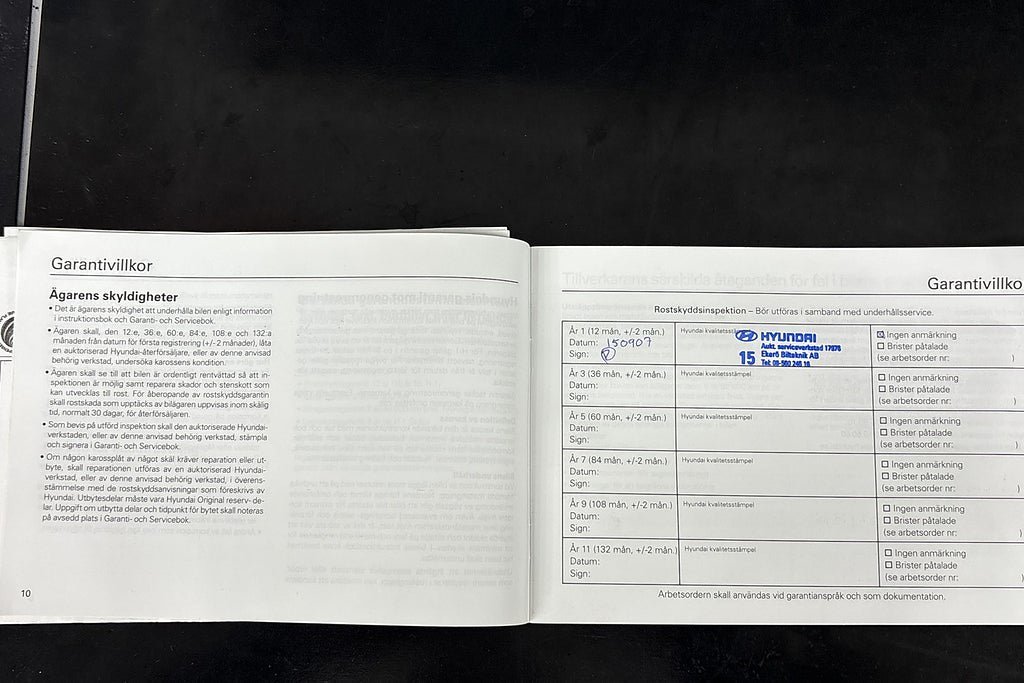 Garantivillkor
Ägarens skyldigheter
• Det är ägarens skyldighet att underhålla bilen enligt information
i instruktionsbok och Garanti- och Servicebok.
• Ägaren skall, den 12:e, 36:e, 60:e, 84:e, 108:e och 132:a
månaden från datum för första registrering (+/- 2 månader), låta
en auktoriserad Hyundai-återförsäljare, eller av denne anvisad
behörig verkstad, undersöka karossens kondition.
• Ägaren skall se till att bilen är ordentligt rentvättad så att in-
spektionen är möjlig samt reparera skador och stenskott som
kan utvecklas till rost. För åberopande av rostskyddsgarantin
skall rostskada som upptäcks av bilägaren uppvisas inom skälig
tid, normalt 30 dagar, för återförsäljaren.
• Som bevis på utförd inspektion skall den auktoriserade Hyundai-
verkstaden, eller av denne anvisad behörig verkstad, stämpla
och signera i Garanti- och Servicebok.
• Om någon karossplåt av något skäl kräver reparation eller ut-
byte, skall reparationen utföras av en auktoriserad Hyundai-
verkstad, eller av denne anvisad behörig verkstad, i överens-
stämmelse med de rostskyddsanvisningar som föreskrivs av
Hyundai. Utbytesdelar måste vara Hyundai Original reserv- de-
lar. Uppgift om utbytta delar och tidpunkt för bytet skall noteras
på avsedd plats i Garanti- och Servicebok.
10
Garantivillko
Rostskyddsinspektion – Bör utföras i samband med underhållsservice.
År 1 (12 mån, +/-2 mån.)
Datum: 150907
Sign:
Hyundai kvalitetsstämpel
HYUNDAI
Aukt. serviceverkstad
15 Ekerö Bilteknik AB
Ingen anmärkning
Brister påtalade
(se arbetsorder nr: )
År 3 (36 mån, +/-2 mån.)
Datum:
Sign:
Hyundai kvalitetsstämpel
Ingen anmärkning
Brister påtalade
(se arbetsorder nr: )
År 5 (60 mån, +/-2 mån.)
Datum:
Sign:
Hyundai kvalitetsstämpel
Ingen anmärkning
Brister påtalade
(se arbetsorder nr: )
År 7 (84 mån, +/-2 mån.)
Datum:
Sign:
Hyundai kvalitetsstämpel
Ingen anmärkning
Brister påtalade
(se arbetsorder nr: )
År 9 (108 mån, +/-2 mån.)
Datum:
Sign:
Hyundai kvalitetsstämpel
Ingen anmärkning
Brister påtalade
(se arbetsorder nr: )
År 11 (132 mån, +/-2 mån.)
Datum:
Sign:
Hyundai kvalitetsstämpel
Ingen anmärkning
Brister påtalade
(se arbetsorder nr: )
Arbetsordern skall användas vid garantianspråk och som dokumentation.